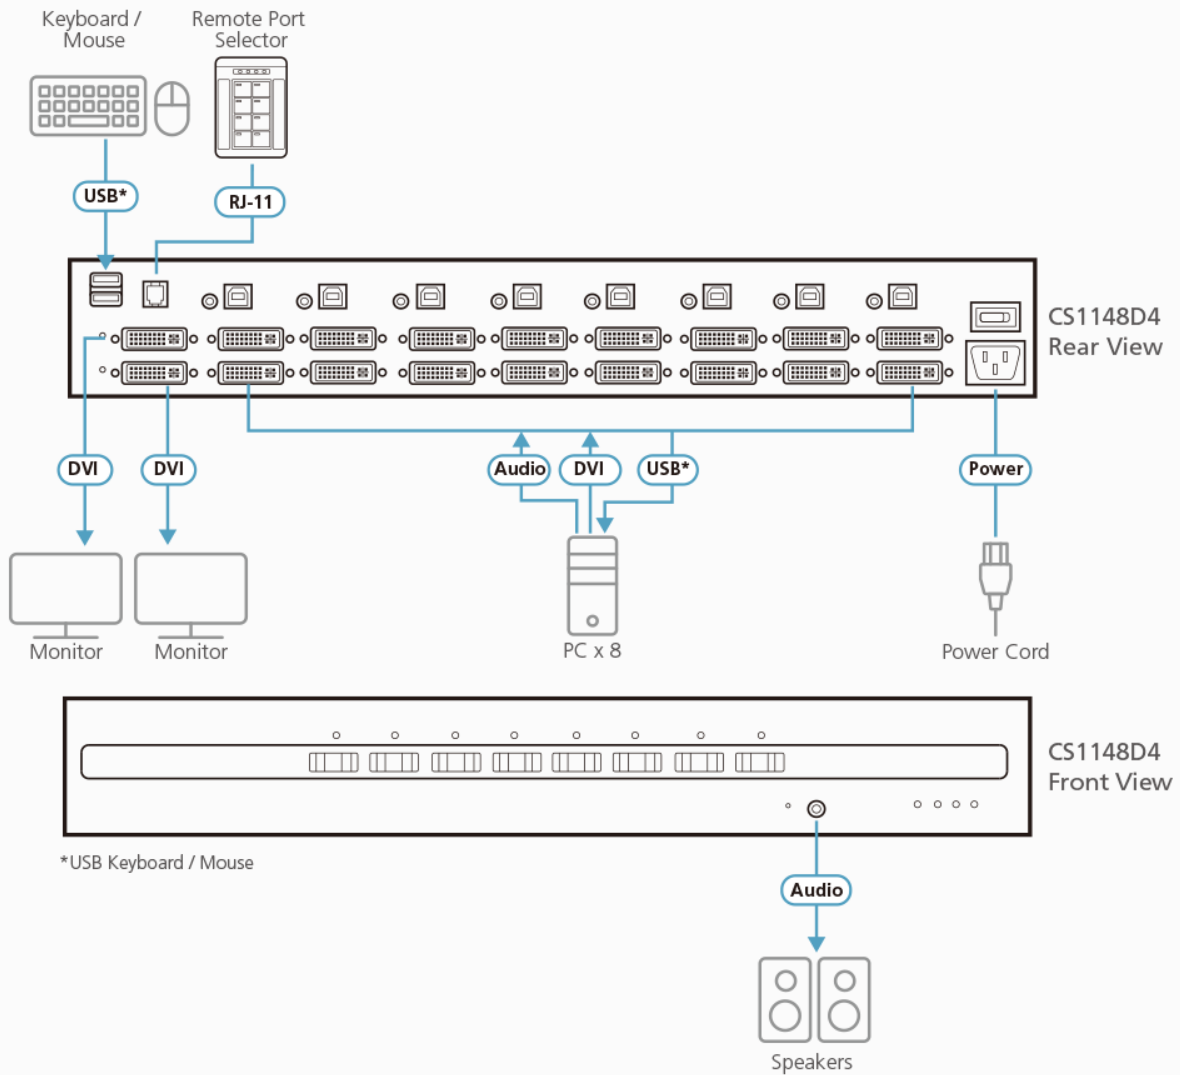 Keyboard /
Mouse
Remote Port
Selector
USB*
RJ-11
CS1148D4
Rear View
DVI
DVI
Audio
DVI
USB*
Power
Monitor
Monitor
PC x 8
Power Cord
CS1148D4
Front View
*USB Keyboard / Mouse
Audio
Speakers